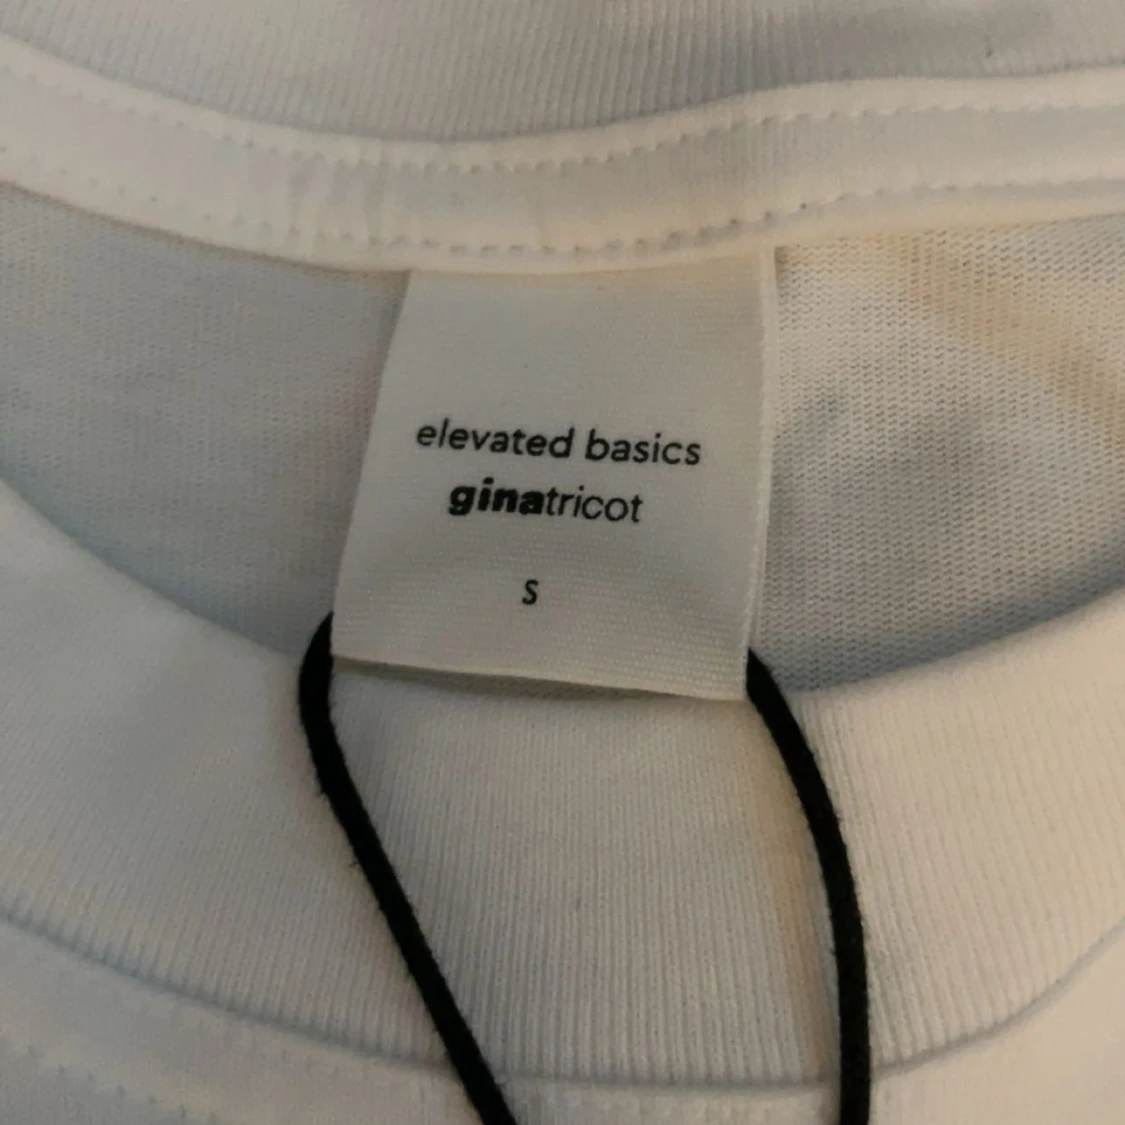 elevated basics
ginatricot
S